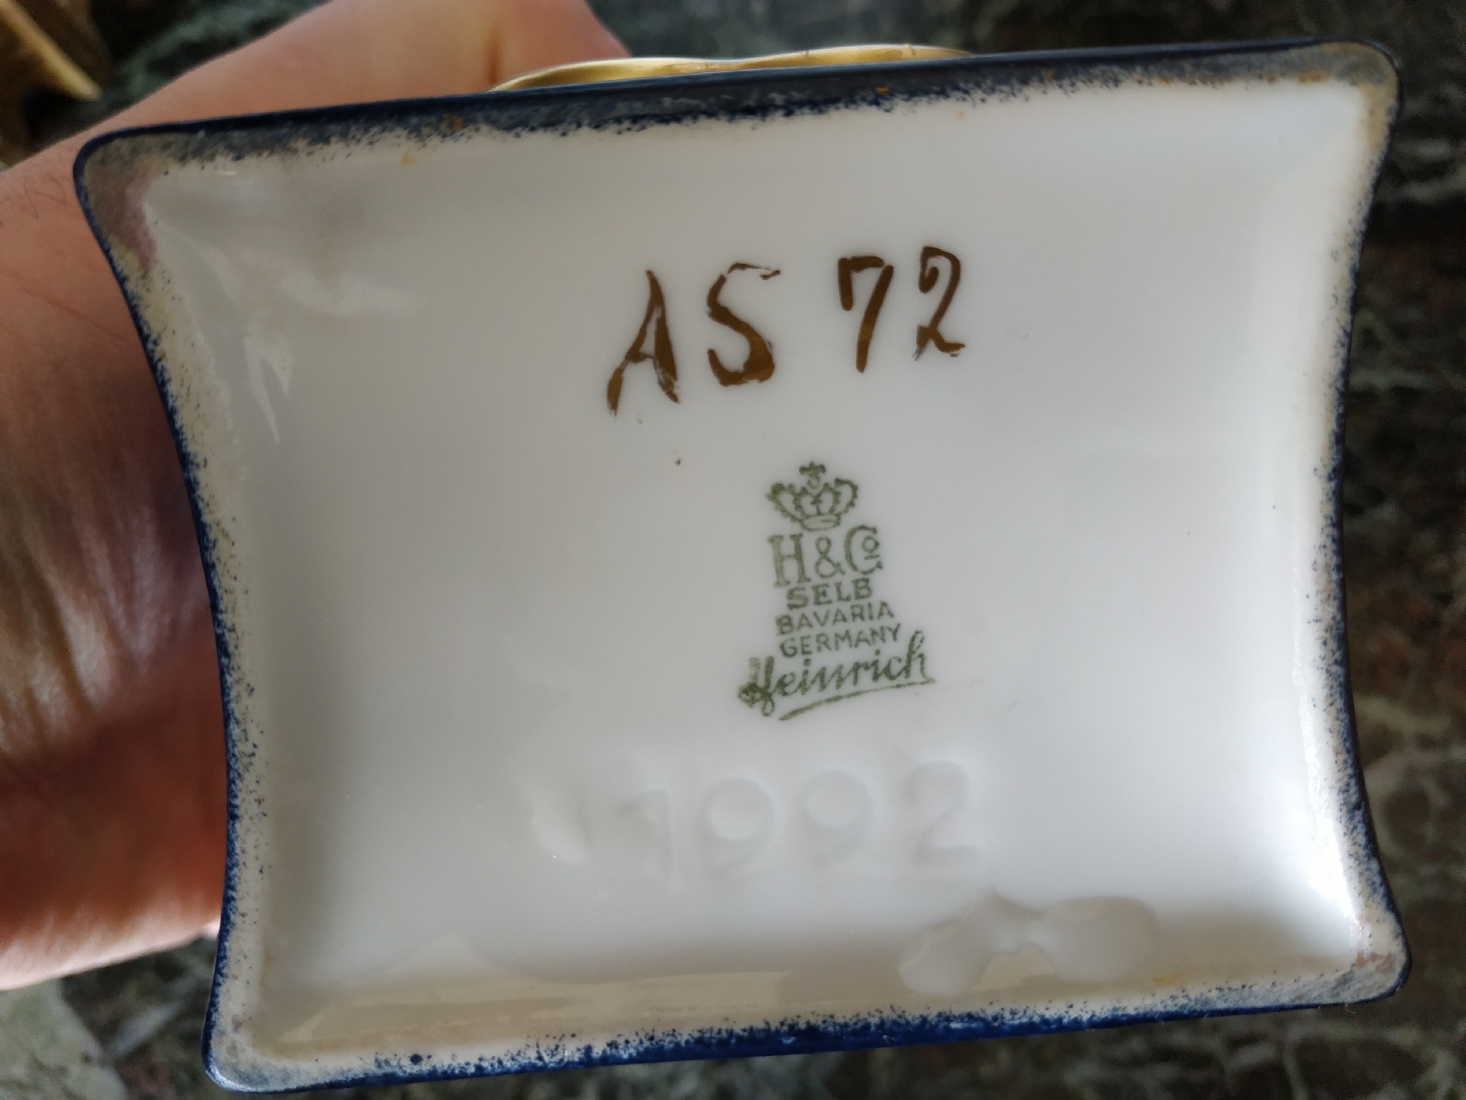 AS 72
H&Co
SELB
BAVARIA
GERMANY
Heinrich
1992